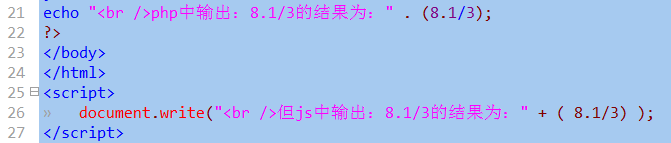 21 echo "<br />php中输出：8.1/3的结果为：" . (8.1/3);
22 ?>
23 </body>
24 </html>
25 <script>
26 » document.write("<br />但js中输出：8.1/3的结果为：" + ( 8.1/3) );
27 </script>